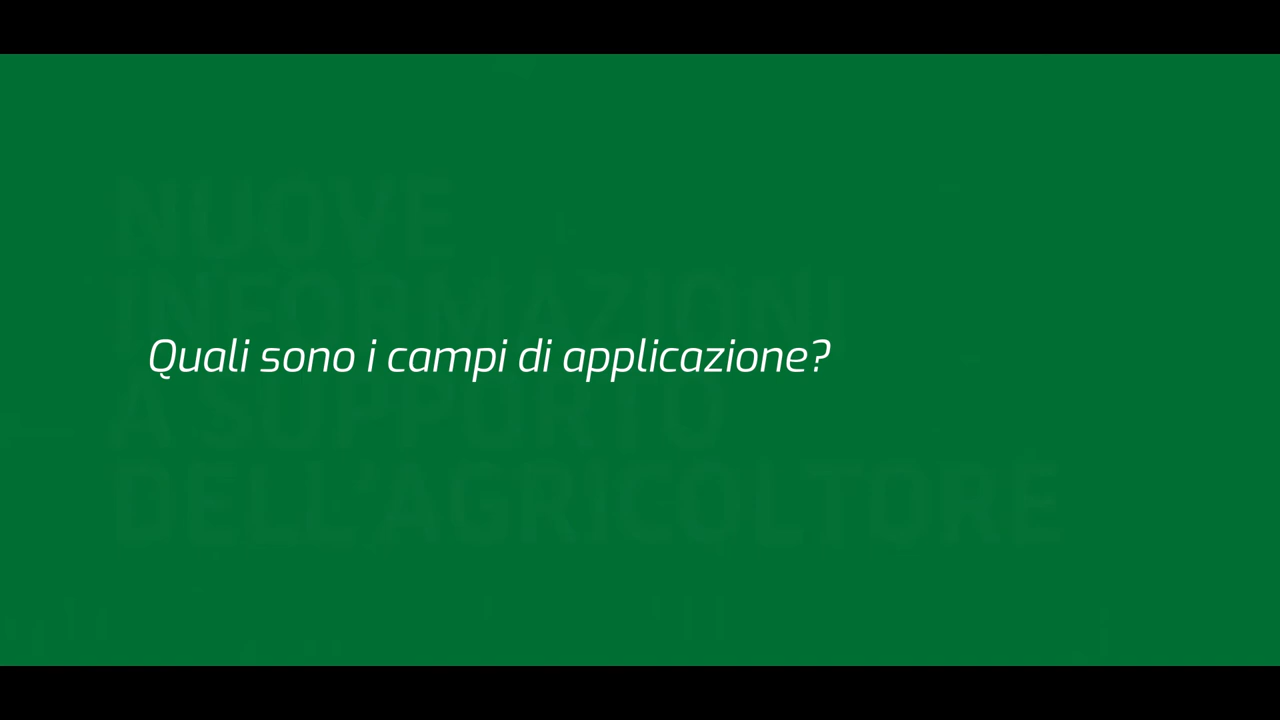 NUOVE
INFORMAZIONI
Quali sono i campi di applicazione?
A SUPPORTO
DELL'AGRICOLTORE